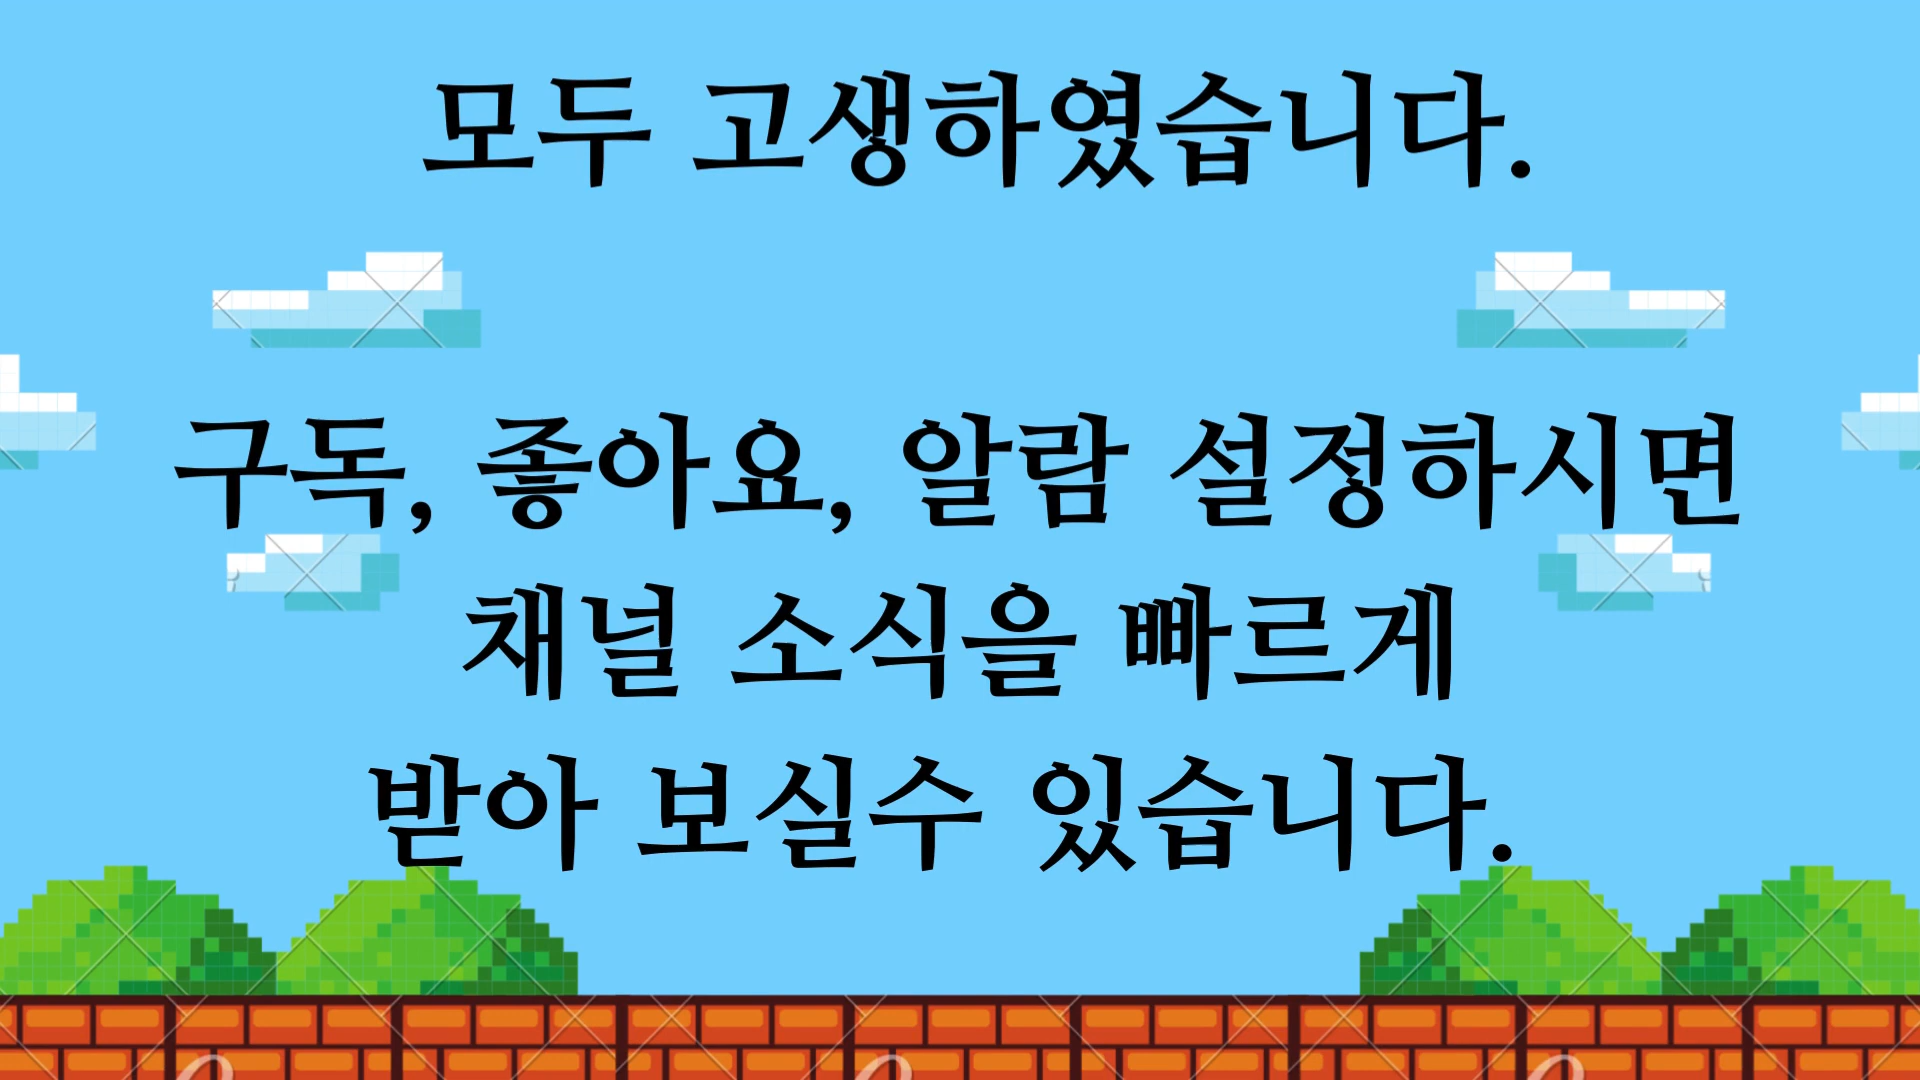 모두 고생하였습니다.
구독, 좋아요, 알람 설정하시면
채널 소식을 빠르게
받아 보실수 있습니다.